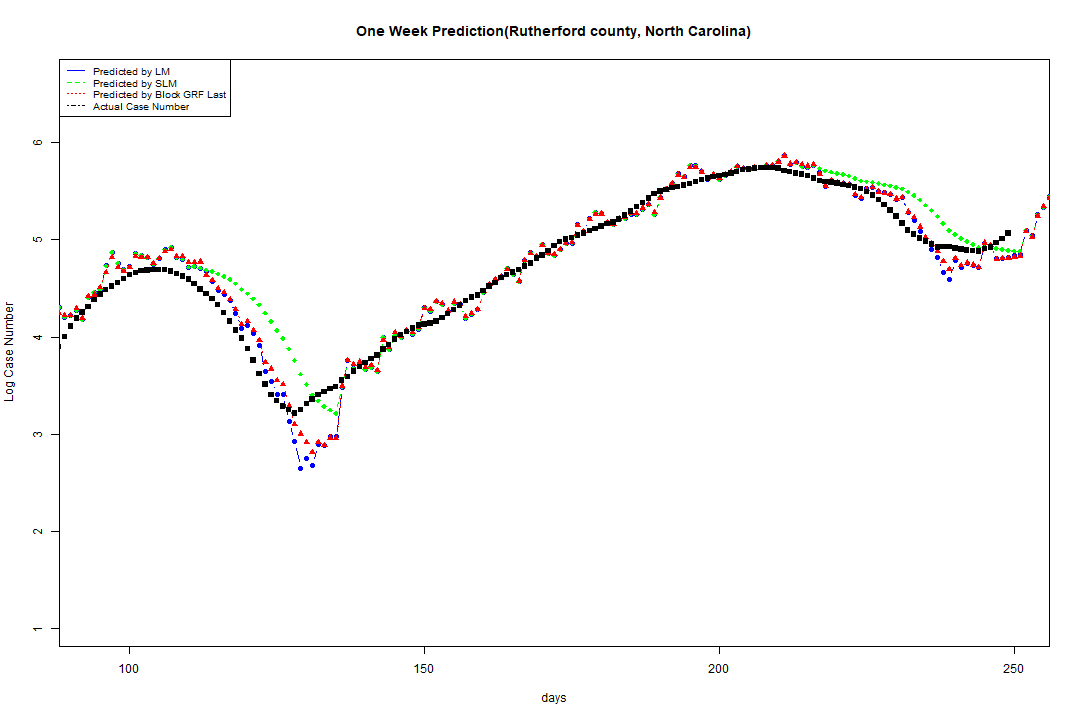 One Week Prediction(Rutherford county, North Carolina)
Predicted by LM
Predicted by SLM
Predicted by Block GRF Last
Actual Case Number
6
5
4
3
2
1
Log Case Number
100 150 200 250
days